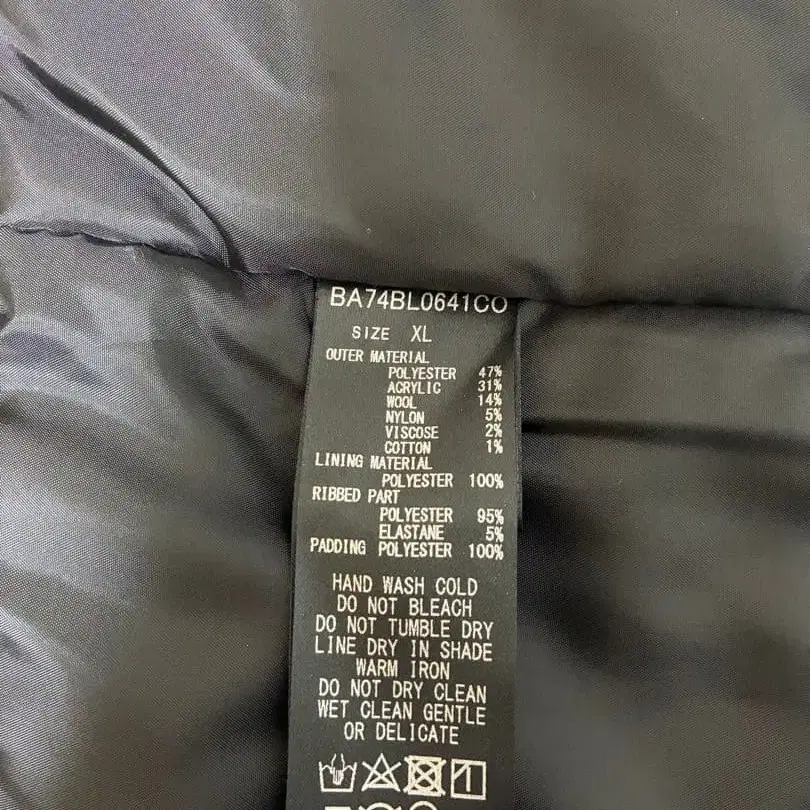 BA74BL0641CO
SIZE XL
OUTER MATERIAL
POLYESTER 47%
ACRYLIC 31%
WOOL 14%
NYLON 5%
VISCOSE 2%
COTTON 1%
LINING MATERIAL
POLYESTER 100%
RIBBED PART
POLYESTER 95%
ELASTANE 5%
PADDING POLYESTER 100%
HAND WASH COLD
DO NOT BLEACH
DO NOT TUMBLE DRY
LINE DRY IN SHADE
WARM IRON
DO NOT DRY CLEAN
WET CLEAN GENTLE
OR DELICATE